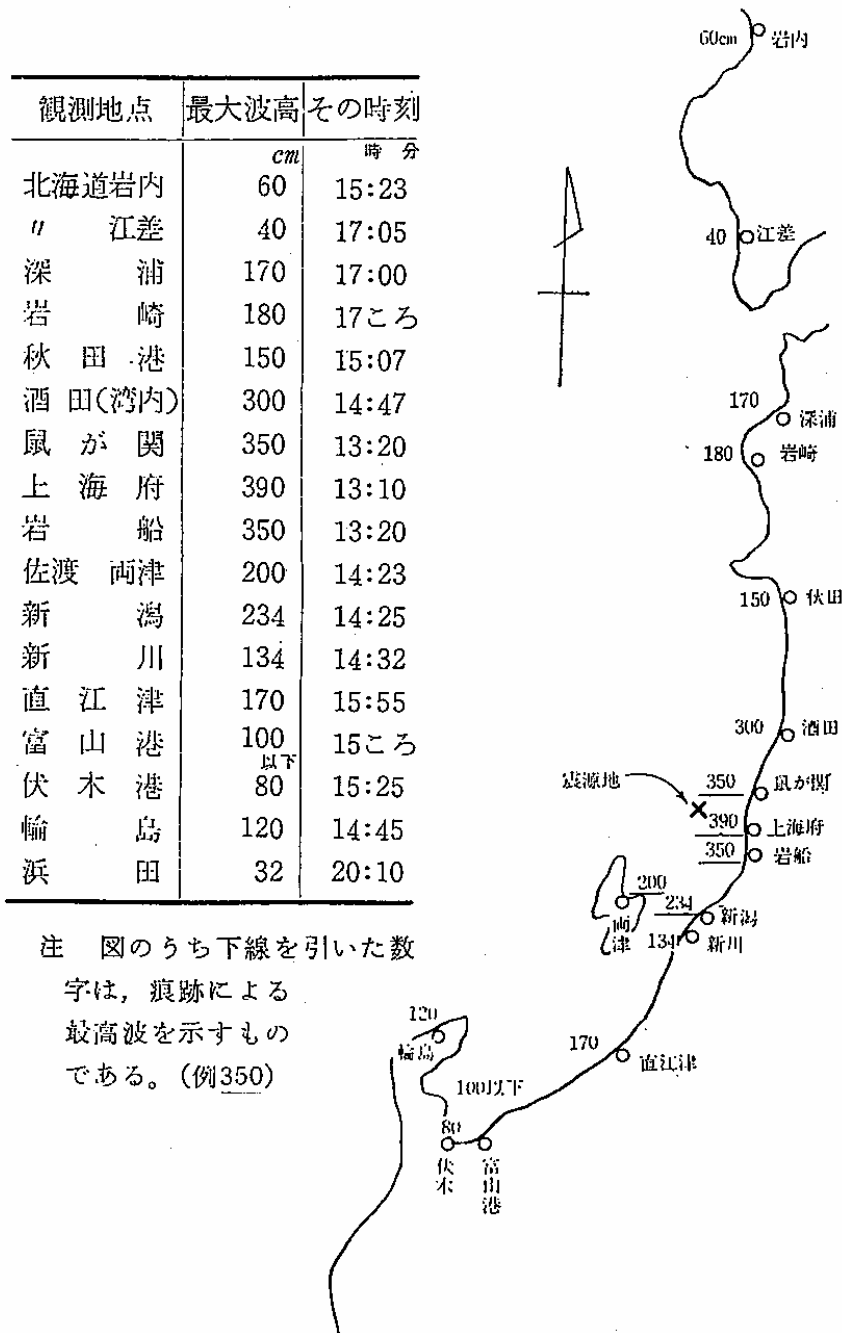 観測地点 最大波高 その時刻
cm 時 分
北海道岩内 60 15:23
〃 江差 40 17:05
深浦 170 17:00
岩崎 180 17ころ
秋田港 150 15:07
酒田(湾内) 300 14:47
鼠が関 350 13:20
上海府 390 13:10
岩船 350 13:20
佐渡 両津 200 14:23
新潟 234 14:25
新川 134 14:32
直江津 170 15:55
富山港 100以下 15ころ
伏木港 80 15:25
輪島 120 14:45
浜田 32 20:10
注 図のうち下線を引いた数
字は，痕跡による
最高波を示すもの
である。(例350)
60cm 岩内
40 江差
170 深浦
180 岩崎
150 秋田
300 酒田
震源地
350 鼠が関
390 上海府
350 岩船
200 両津
234 新潟
134 新川
170 直江津
120 輪島
100以下 富山港
80 伏木